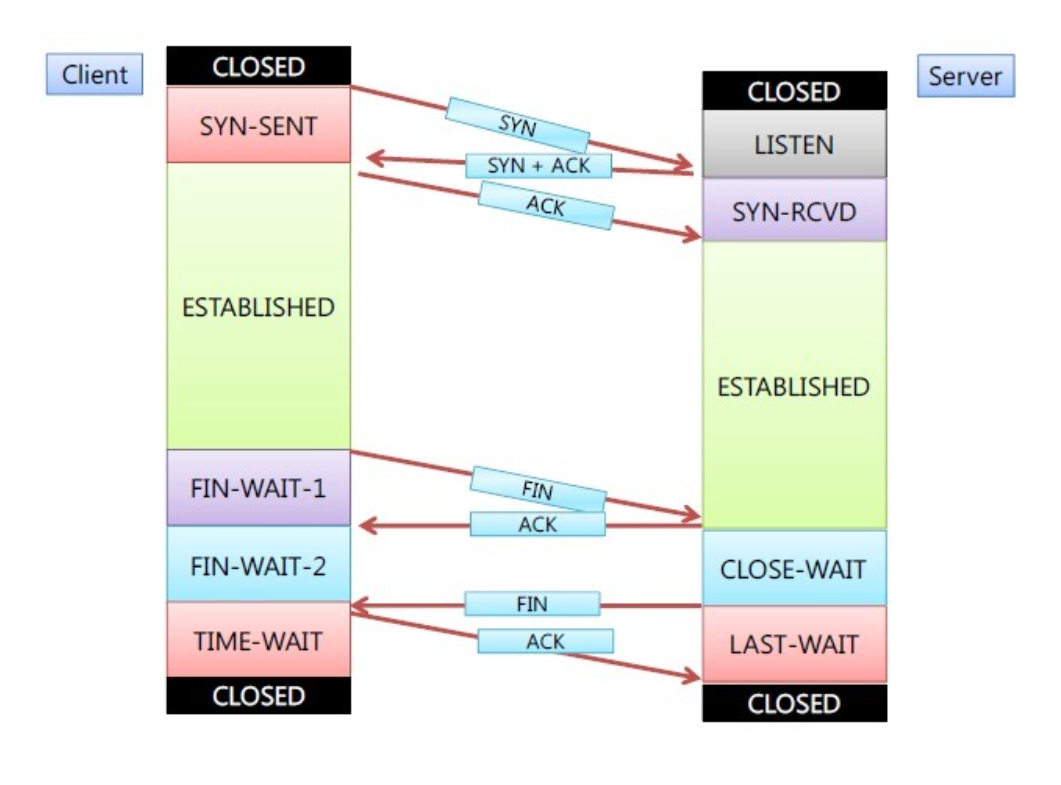 Client
CLOSED
Server
CLOSED
SYN-SENT
SYN
LISTEN
SYN + ACK
ACK
SYN-RCVD
ESTABLISHED
ESTABLISHED
FIN-WAIT-1
FIN
ACK
FIN-WAIT-2
CLOSE-WAIT
FIN
TIME-WAIT
ACK
LAST-WAIT
CLOSED
CLOSED